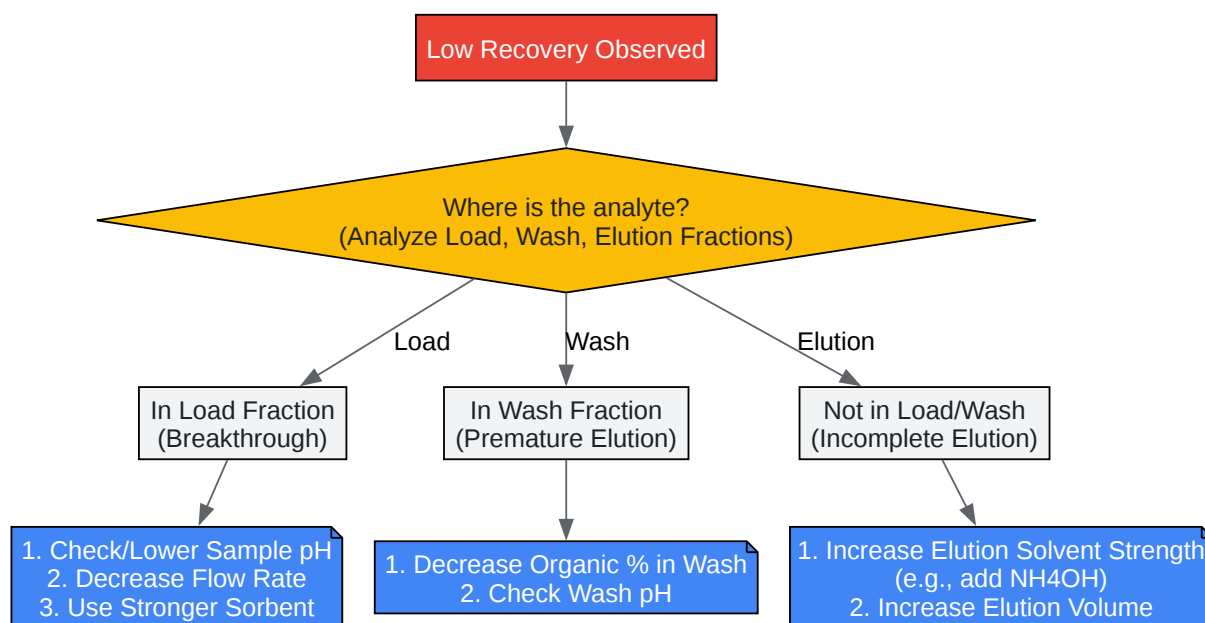 Low Recovery Observed
Where is the analyte?
(Analyze Load, Wash, Elution Fractions)
Load
Wash
Elution
In Load Fraction
(Breakthrough)
In Wash Fraction
(Premature Elution)
Not in Load/Wash
(Incomplete Elution)
1. Check/Lower Sample pH
2. Decrease Flow Rate
3. Use Stronger Sorbent
1. Decrease Organic % in Wash
2. Check Wash pH
1. Increase Elution Solvent Strength
(e.g., add NH4OH)
2. Increase Elution Volume